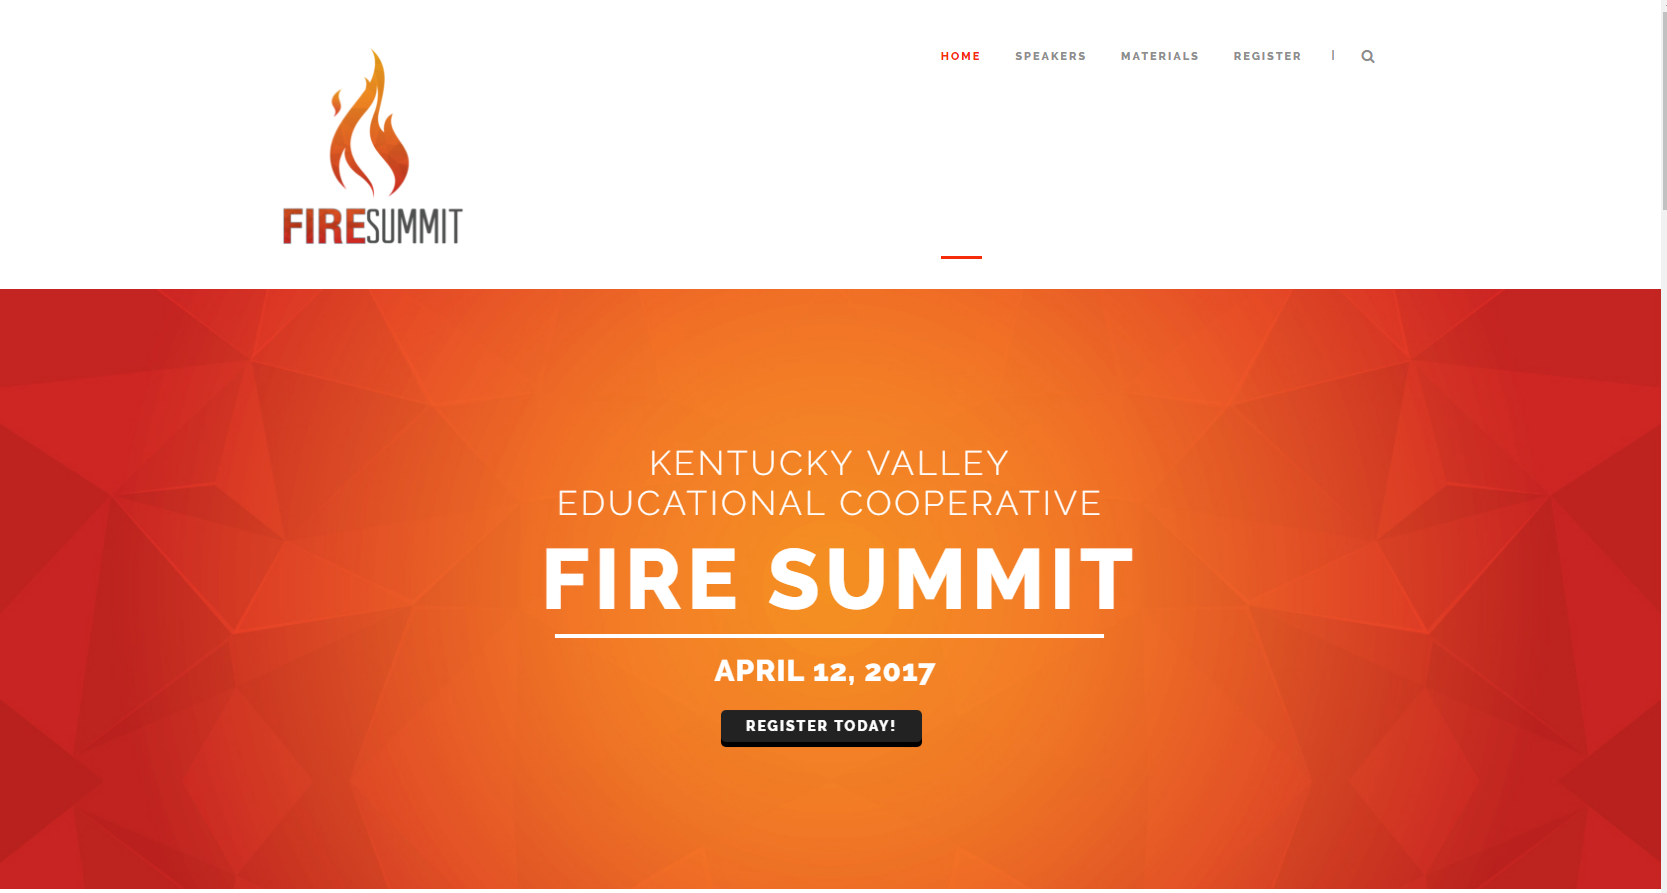 FIRESUMMIT
HOME SPEAKERS MATERIALS REGISTER |
KENTUCKY VALLEY
EDUCATIONAL COOPERATIVE
FIRE SUMMIT
APRIL 12, 2017
REGISTER TODAY!